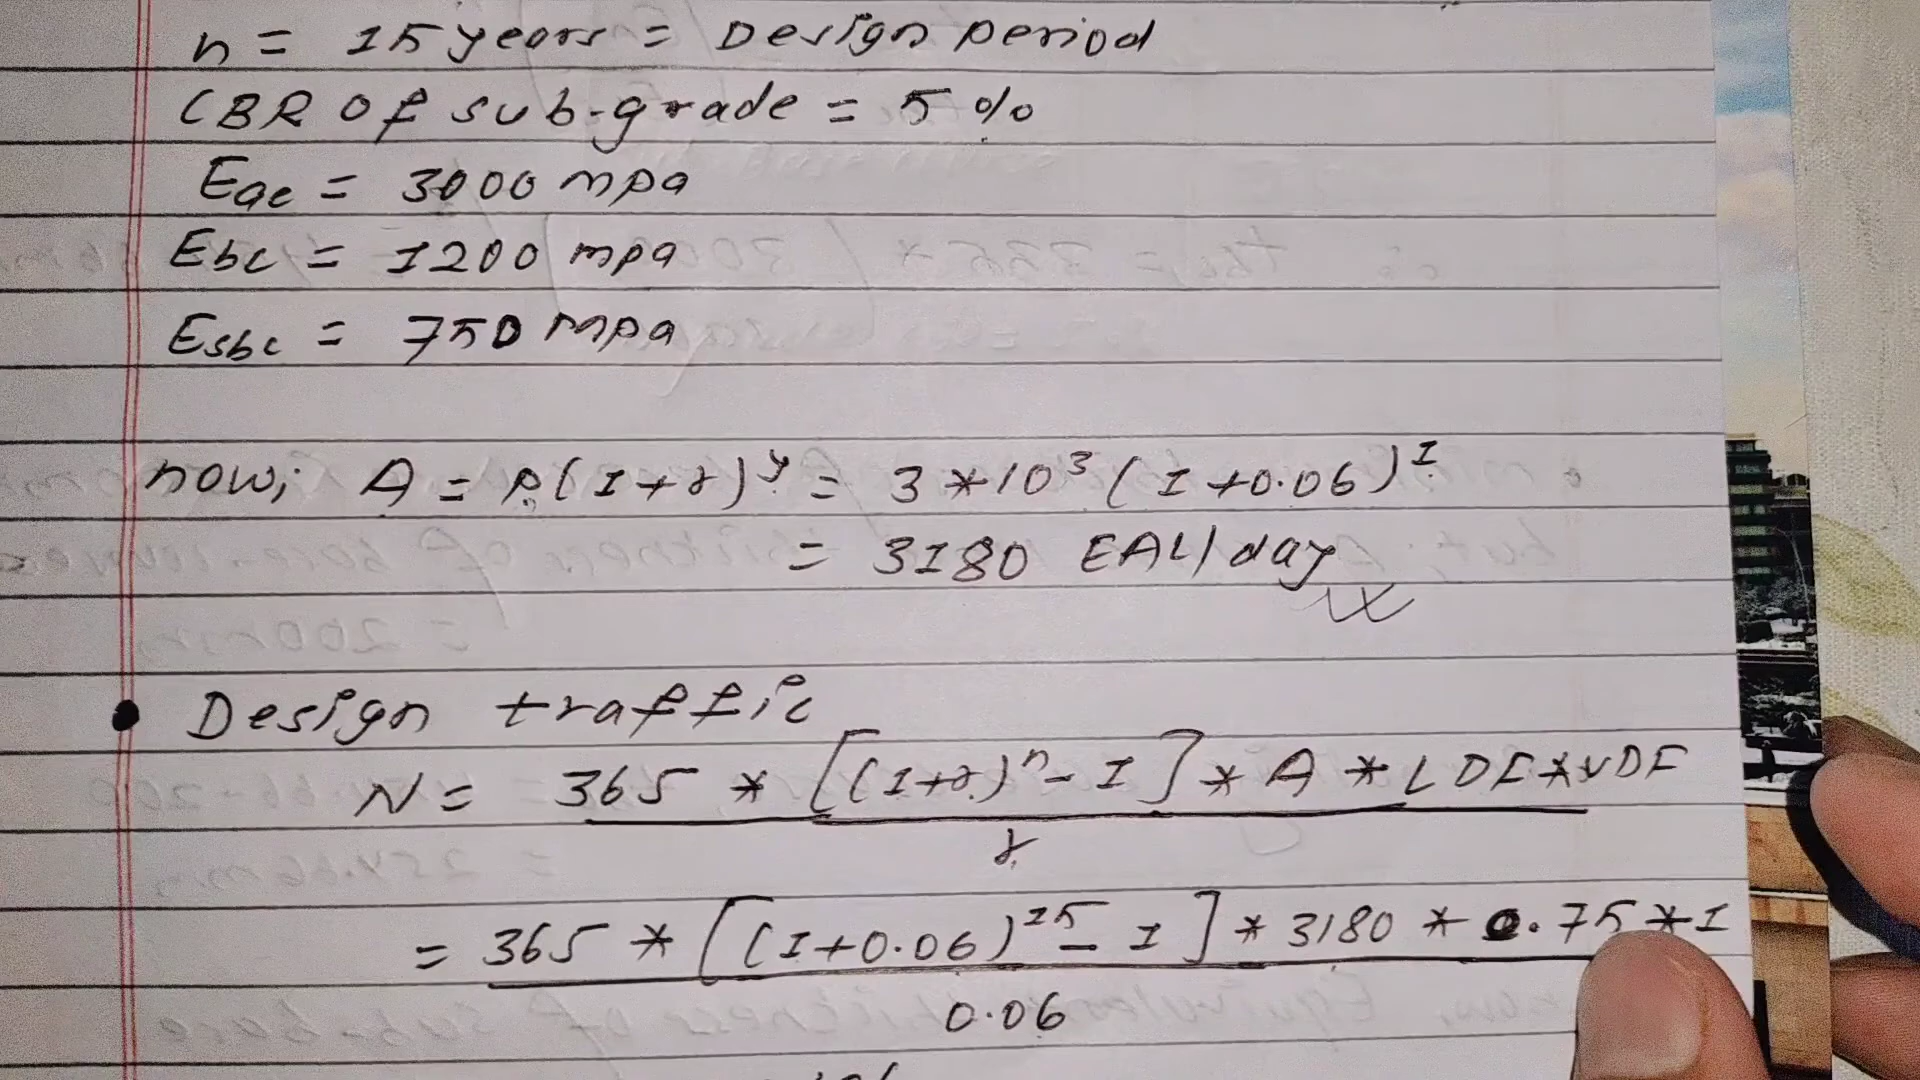 n = 15 years = Design period
CBR of sub-grade = 5 %
Eac = 3000 mpa
Ebc = 1200 mpa
Esbc = 750 mpa
now; A = P(1+r)^y = 3*10^3 (1+0.06)^1
= 3180 EAL/day
• Design traffic
N = 365 * [(1+r)^n - 1] * A * LDF * VDF
r
= 365 * [(1+0.06)^15 - 1] * 3180 * 0.75 * 1
0.06